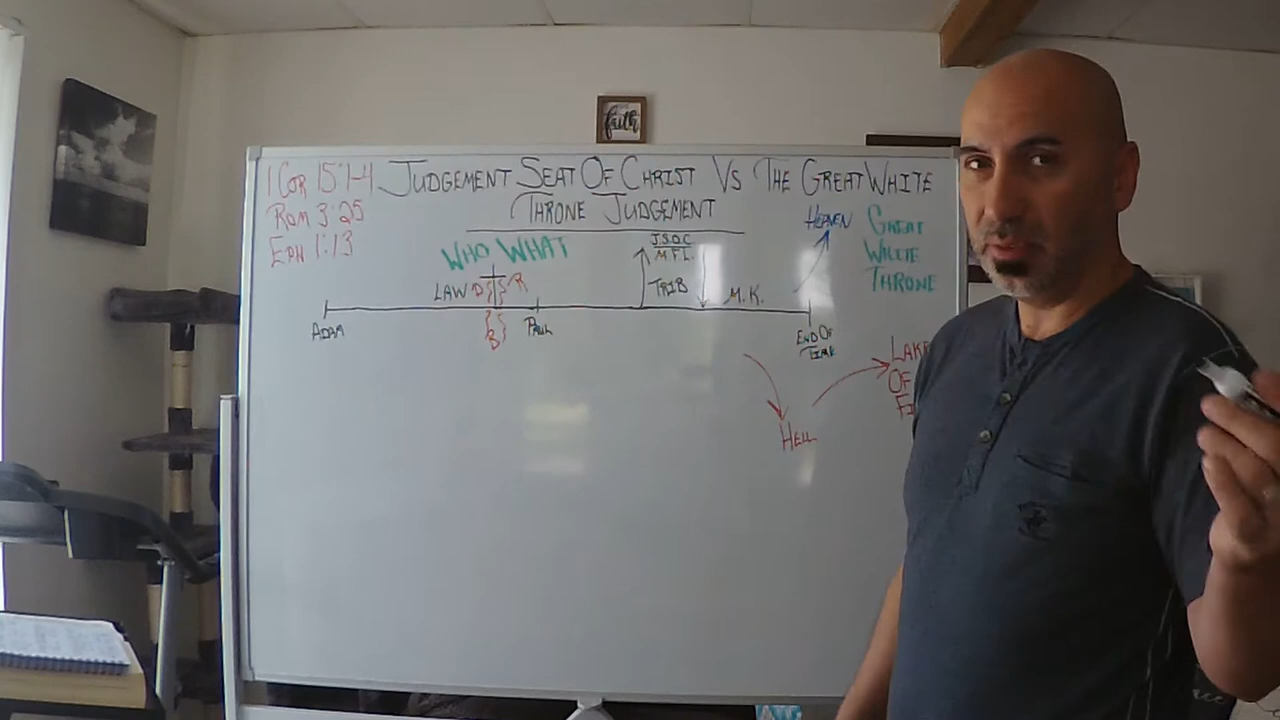 faith
1 COR 15:1-4
ROM 3:25
EPH 1:13
JUDGEMENT SEAT OF CHRIST VS THE GREAT WHITE
THRONE JUDGEMENT
WHO WHAT
LAW D R
B
ADAM
PAUL
J.S.O.C
TRIB
M.K.
HEAVEN
GREAT
WHITE
THRONE
END OF
TIME
HELL
LAKE
OF